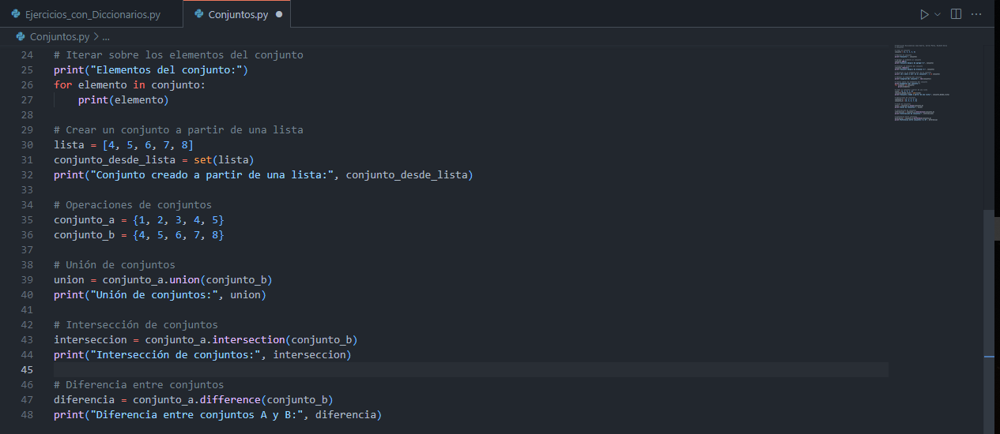 Ejercicios_con_Diccionarios.py
Conjuntos.py
Conjuntos.py > ...
24 # Iterar sobre los elementos del conjunto
25 print("Elementos del conjunto:")
26 for elemento in conjunto:
27     print(elemento)
28
29 # Crear un conjunto a partir de una lista
30 lista = [4, 5, 6, 7, 8]
31 conjunto_desde_lista = set(lista)
32 print("Conjunto creado a partir de una lista:", conjunto_desde_lista)
33
34 # Operaciones de conjuntos
35 conjunto_a = {1, 2, 3, 4, 5}
36 conjunto_b = {4, 5, 6, 7, 8}
37
38 # Unión de conjuntos
39 union = conjunto_a.union(conjunto_b)
40 print("Unión de conjuntos:", union)
41
42 # Intersección de conjuntos
43 interseccion = conjunto_a.intersection(conjunto_b)
44 print("Intersección de conjuntos:", interseccion)
45
46 # Diferencia entre conjuntos
47 diferencia = conjunto_a.difference(conjunto_b)
48 print("Diferencia entre conjuntos A y B:", diferencia)